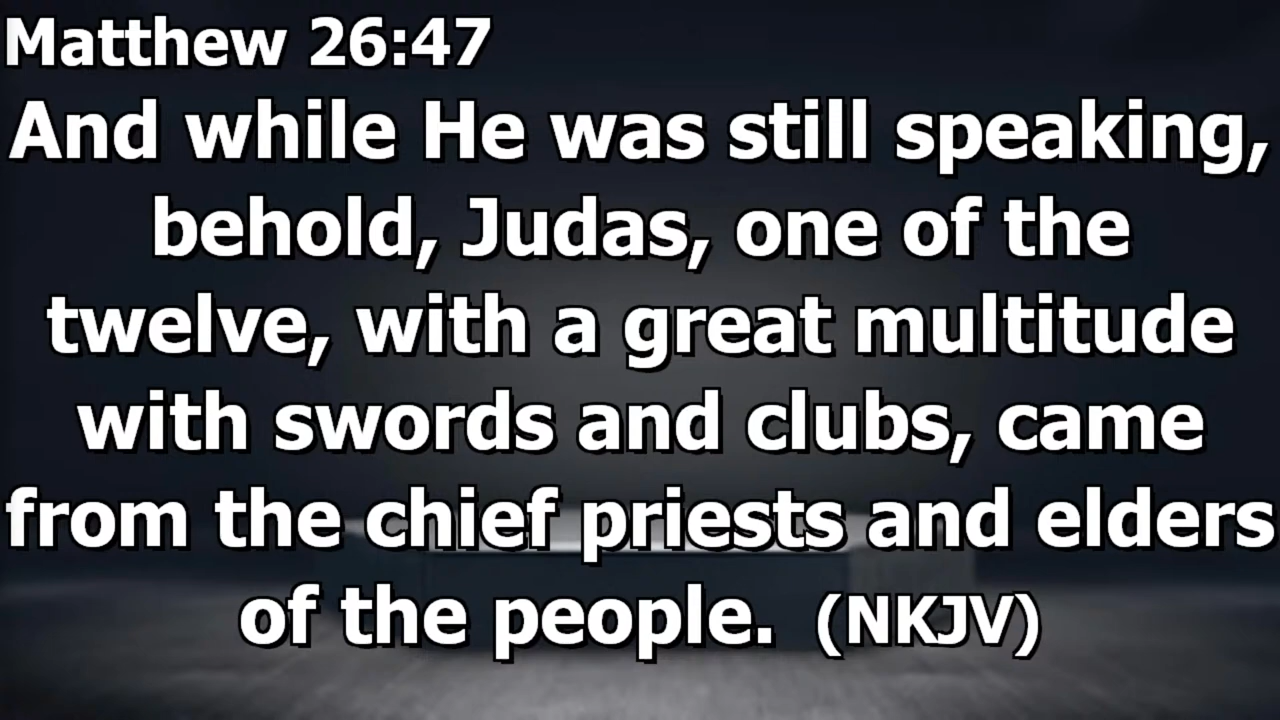 Matthew 26:47
And while He was still speaking,
behold, Judas, one of the
twelve, with a great multitude
with swords and clubs, came
from the chief priests and elders
of the people. (NKJV)